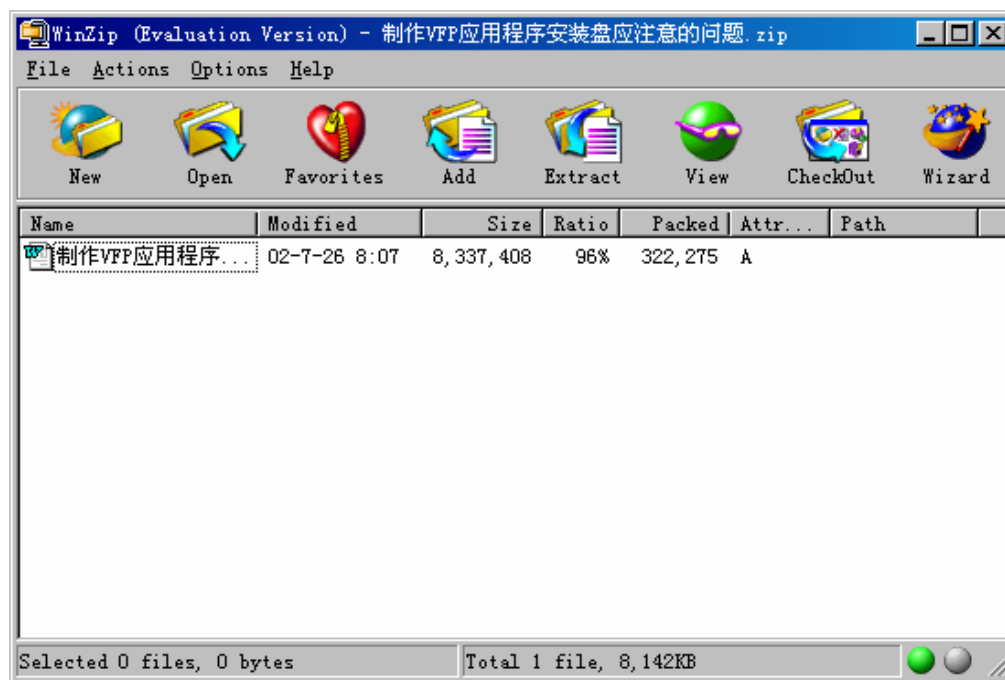 WinZip (Evaluation Version) - 制作VFP应用程序安装盘应注意的问题.zip
File Actions Options Help
New Open Favorites Add Extract View CheckOut Wizard
Name Modified Size Ratio Packed Attr... Path
制作VFP应用程序... 02-7-26 8:07 8,337,408 96% 322,275 A
Selected 0 files, 0 bytes Total 1 file, 8,142KB